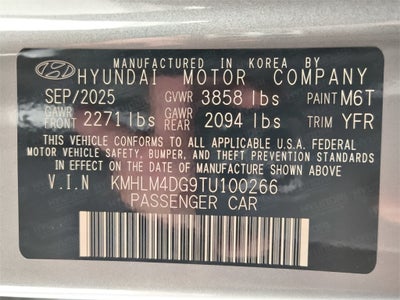 MANUFACTURED IN KOREA BY
HYUNDAI MOTOR COMPANY
SEP/2025 GVWR 3858 lbs PAINT M6T
GAWR FRONT 2271 lbs GAWR REAR 2094 lbs TRIM YFR
THIS VEHICLE CONFORMS TO ALL APPLICABLE U.S.A. FEDERAL
MOTOR VEHICLE SAFETY, BUMPER, AND THEFT PREVENTION STANDARDS
IN EFFECT ON THE DATE OF MANUFACTURE SHOWN ABOVE.
V.I.N KMHLM4DG9TU100266
PASSENGER CAR